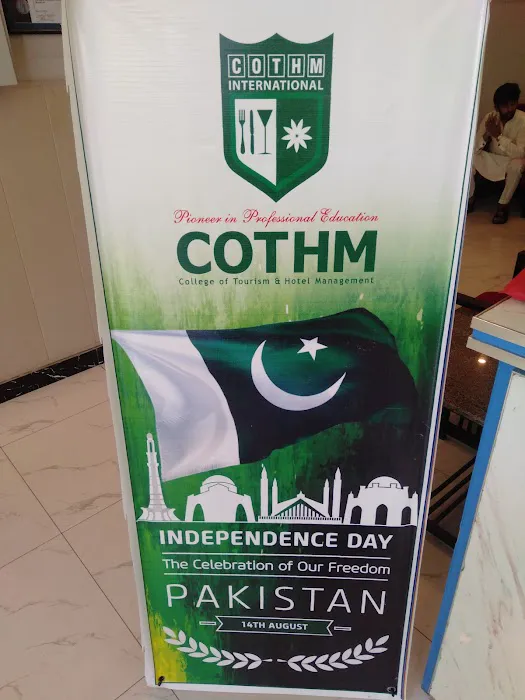 COTHM
INTERNATIONAL
Pioneer in Professional Education
COTHM
College of Tourism & Hotel Management
INDEPENDENCE DAY
The Celebration of Our Freedom
PAKISTAN
14TH AUGUST